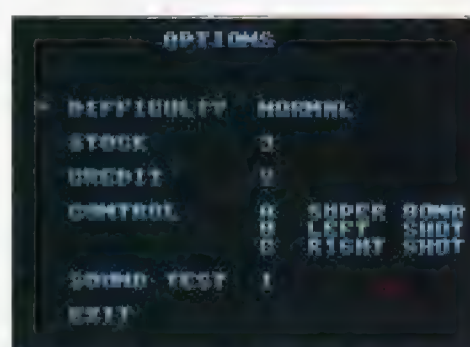 OPTIONS
DIFFICULTY NORMAL
STOCK 3
CREDIT
CONTROL A SUPER BOMB
B LEFT SHOT
C RIGHT SHOT
SOUND TEST 1
EXIT